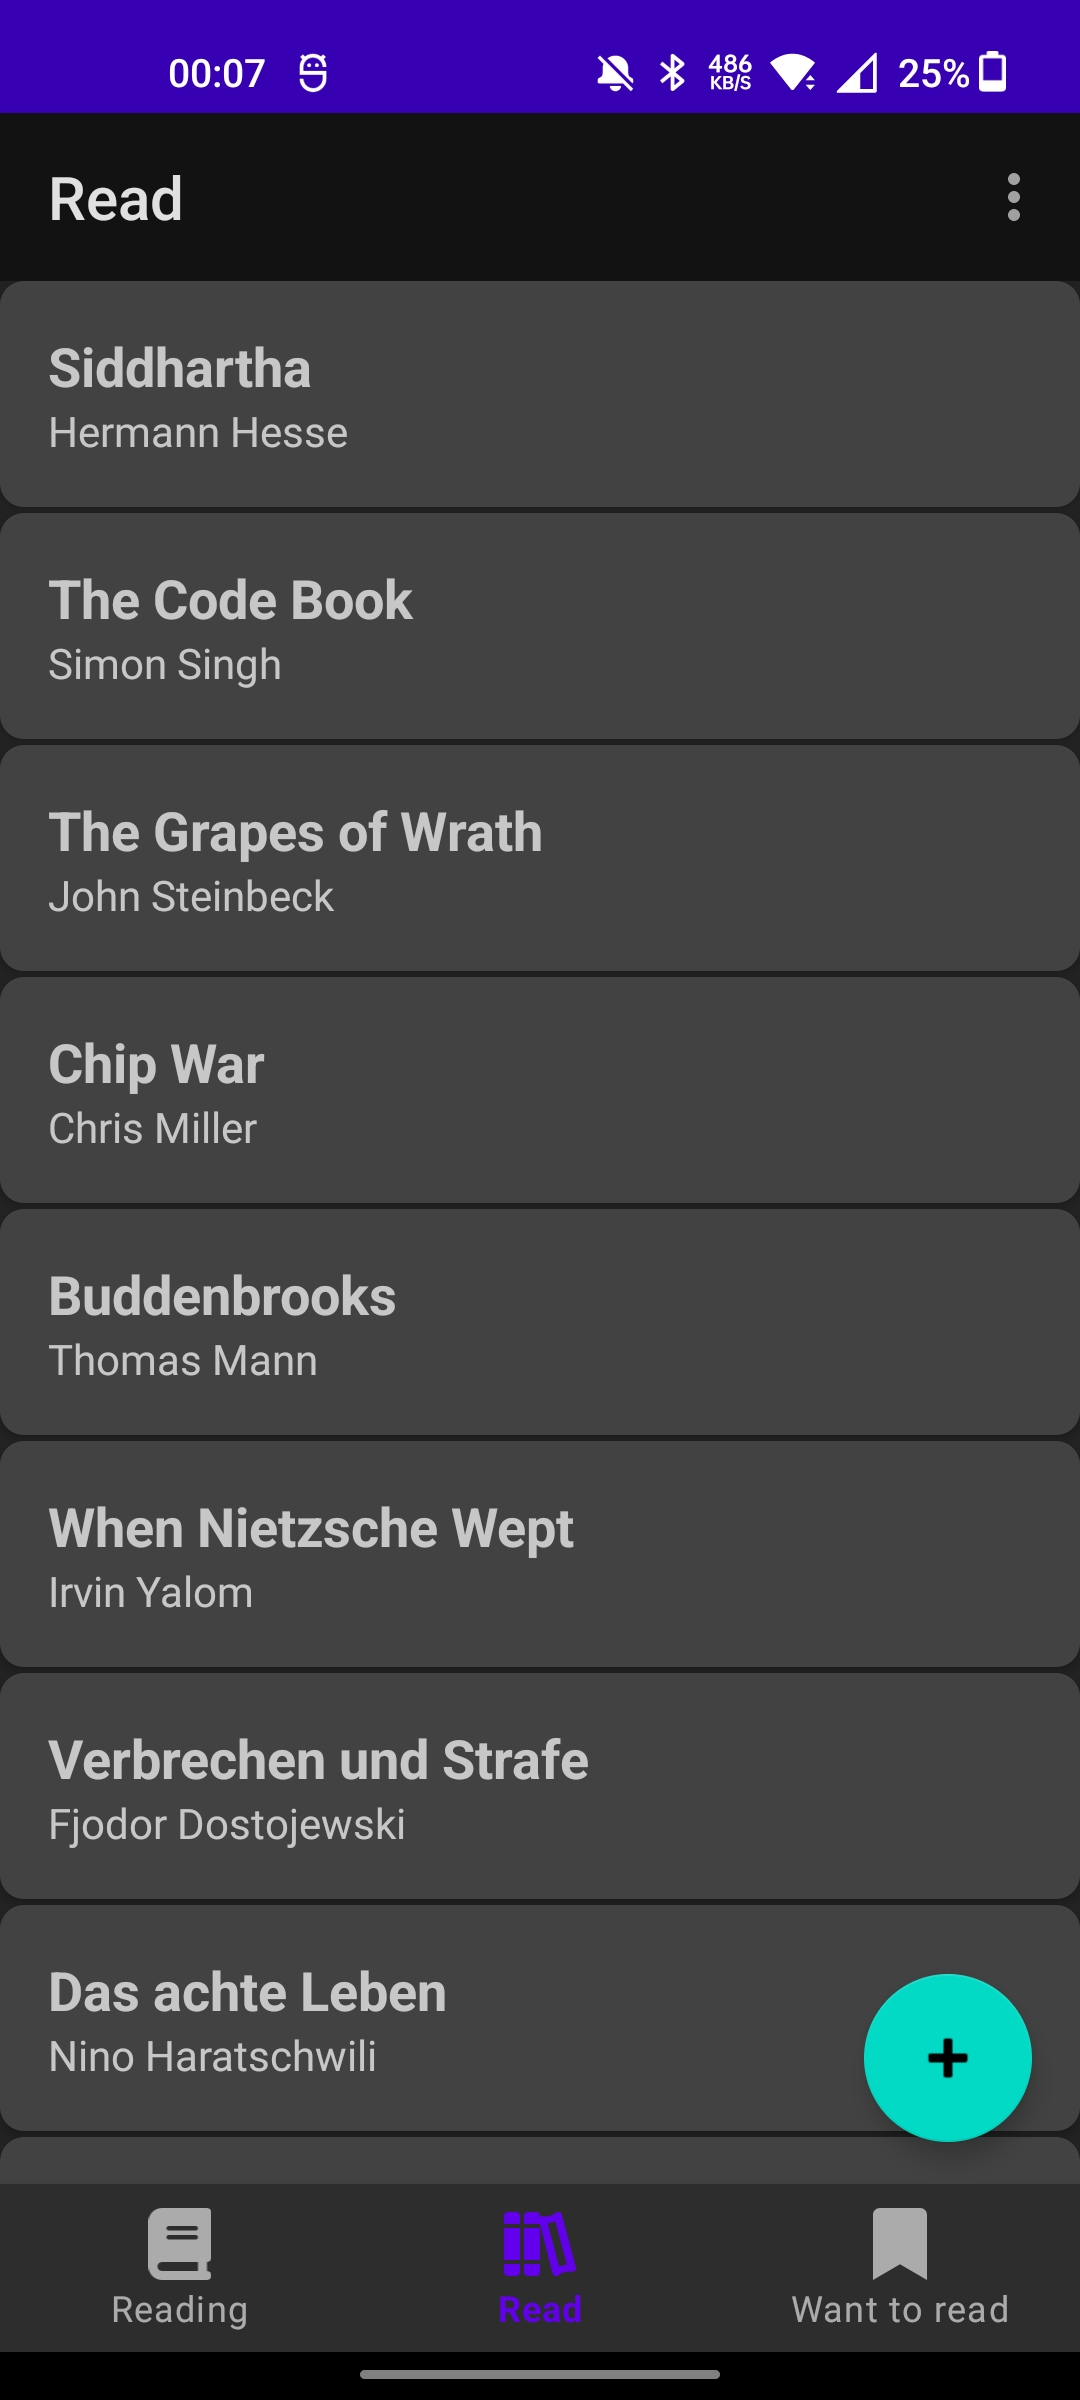 00:07 486 KB/S 25%
Read
Siddhartha
Hermann Hesse
The Code Book
Simon Singh
The Grapes of Wrath
John Steinbeck
Chip War
Chris Miller
Buddenbrooks
Thomas Mann
When Nietzsche Wept
Irvin Yalom
Verbrechen und Strafe
Fjodor Dostojewski
Das achte Leben
Nino Haratschwili
Reading Read Want to read